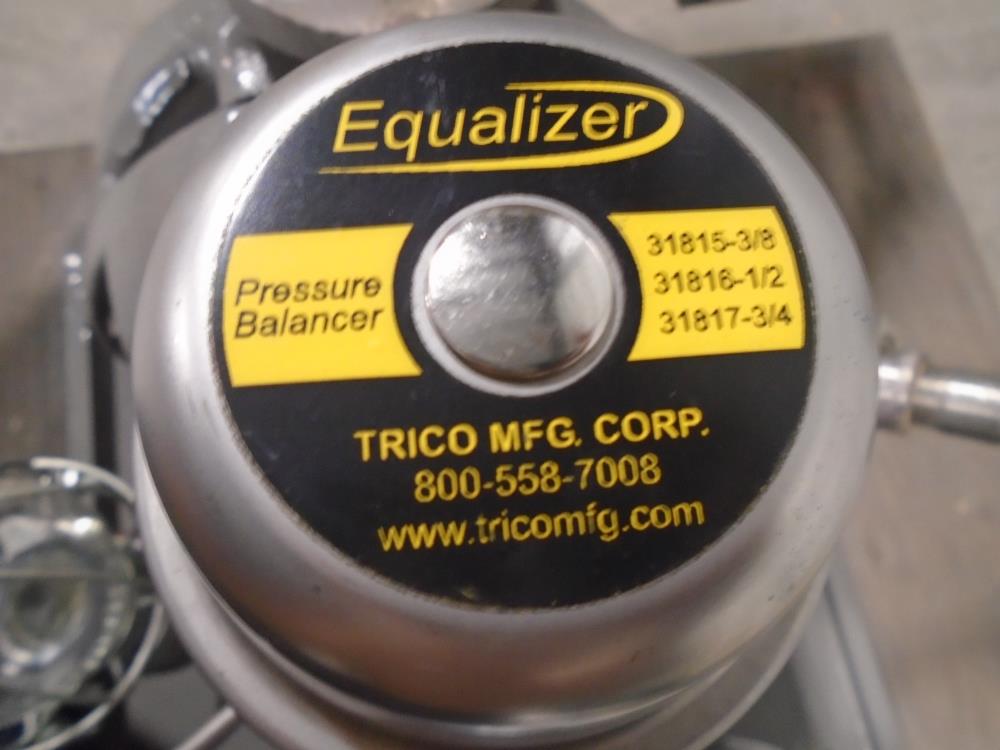 Equalizer
Pressure
Balancer
31815-3/8
31816-1/2
31817-3/4
TRICO MFG. CORP.
800-558-7008
www.tricomfg.com